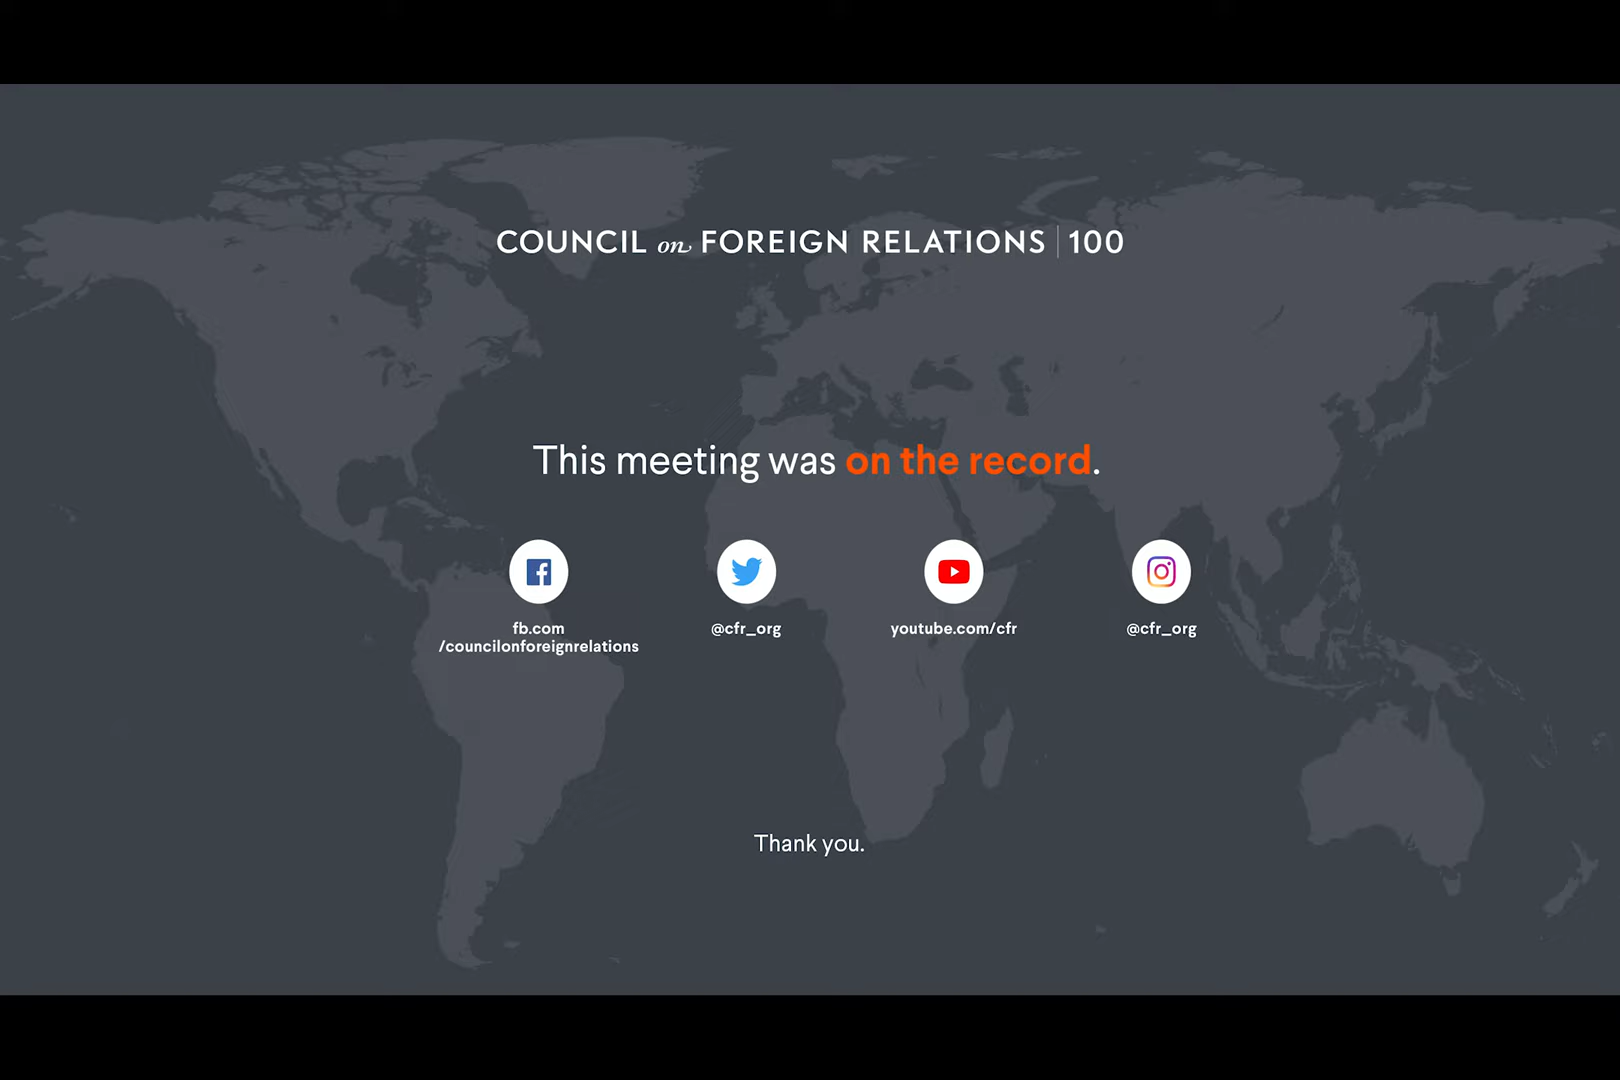 COUNCIL on FOREIGN RELATIONS | 100
This meeting was on the record.
fb.com
/councilonforeignrelations
@cfr_org
youtube.com/cfr
@cfr_org
Thank you.